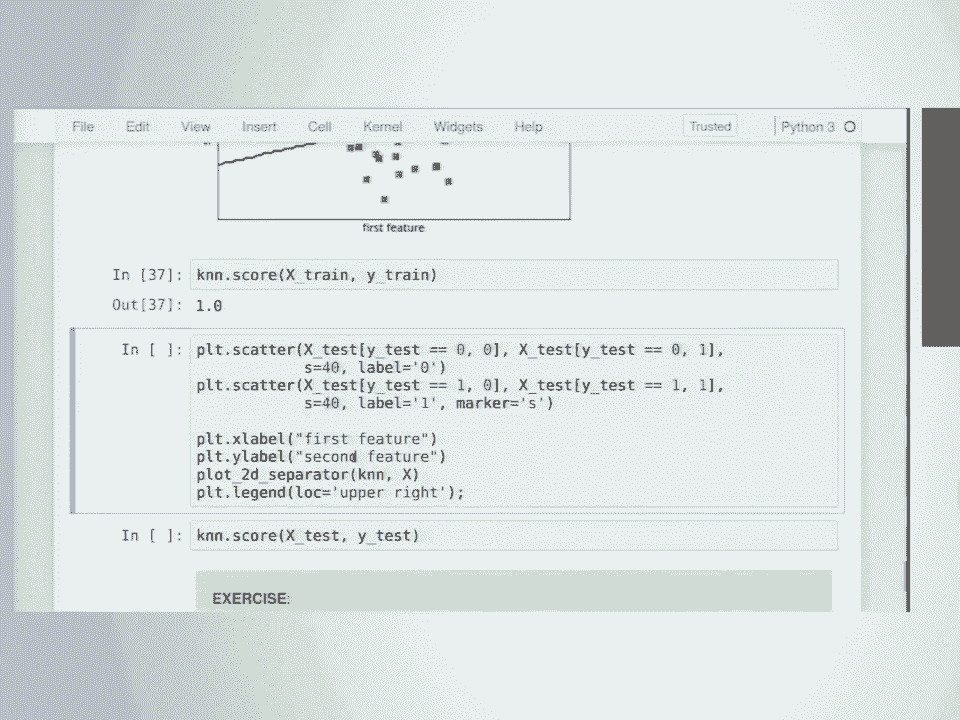 File Edit View Insert Cell Kernel Widgets Help Trusted Python 3
first feature
In [37]: knn.score(X_train, y_train)
Out[37]: 1.0
In [ ]: plt.scatter(X_test[y_test == 0, 0], X_test[y_test == 0, 1],
s=40, label='0')
plt.scatter(X_test[y_test == 1, 0], X_test[y_test == 1, 1],
s=40, label='1', marker='s')
plt.xlabel("first feature")
plt.ylabel("second feature")
plot_2d_separator(knn, X)
plt.legend(loc='upper right');
In [ ]: knn.score(X_test, y_test)
EXERCISE: